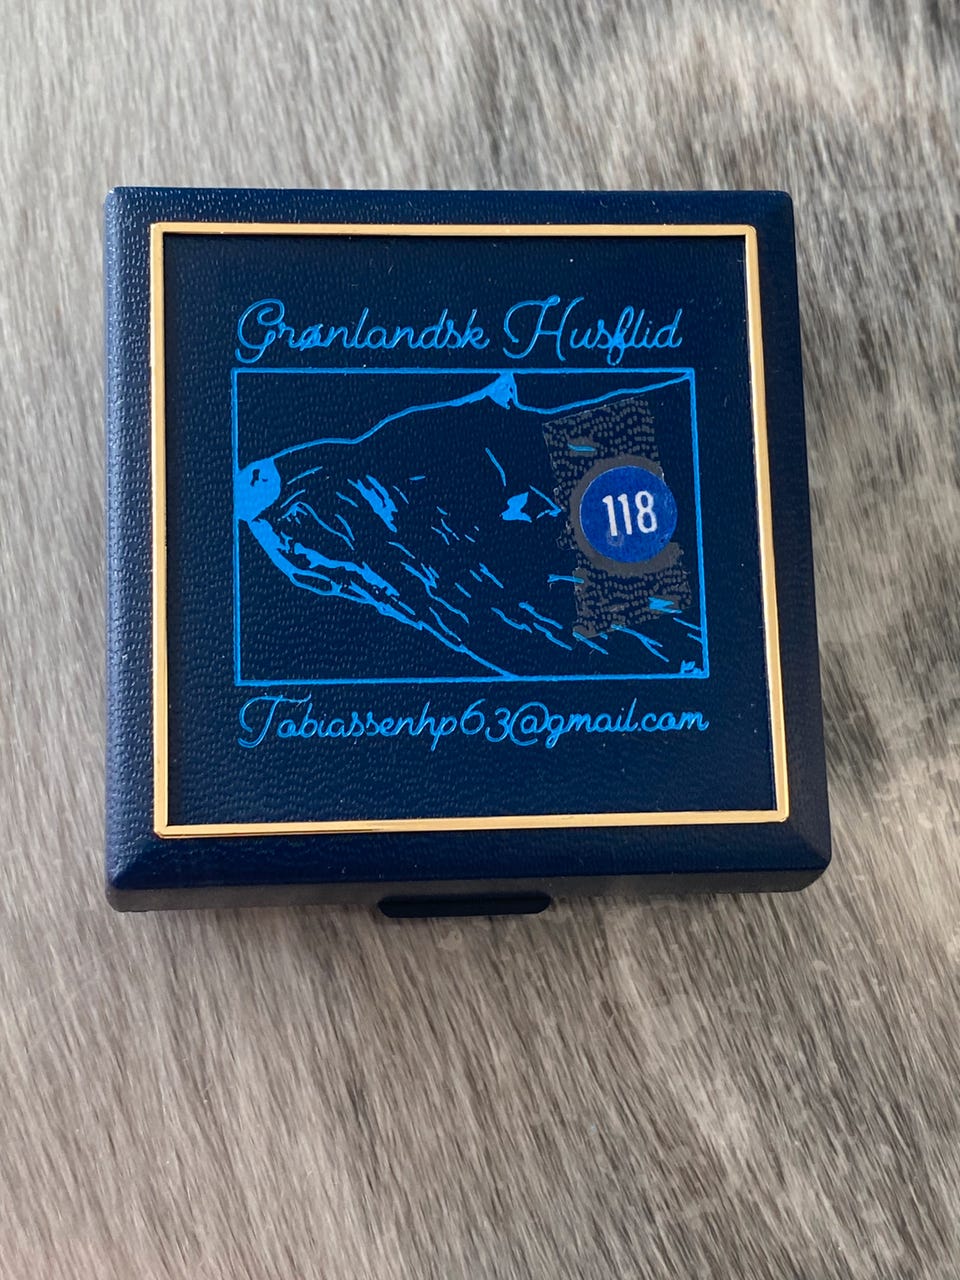 Grønlandsk Husflid
118
Tobiassenhp63@gmail.com